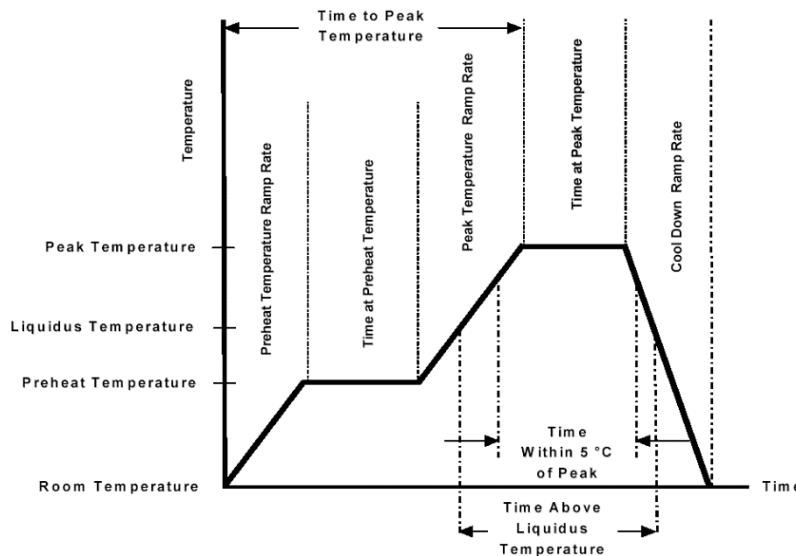 Time to Peak
Temperature
Temperature
Preheat Temperature Ramp Rate
Time at Preheat Temperature
Peak Temperature Ramp Rate
Time at Peak Temperature
Cool Down Ramp Rate
Peak Temperature
Liquidus Temperature
Preheat Temperature
Room Temperature
Time
Within 5 °C
of Peak
Time
Time Above
Liquidus
Temperature